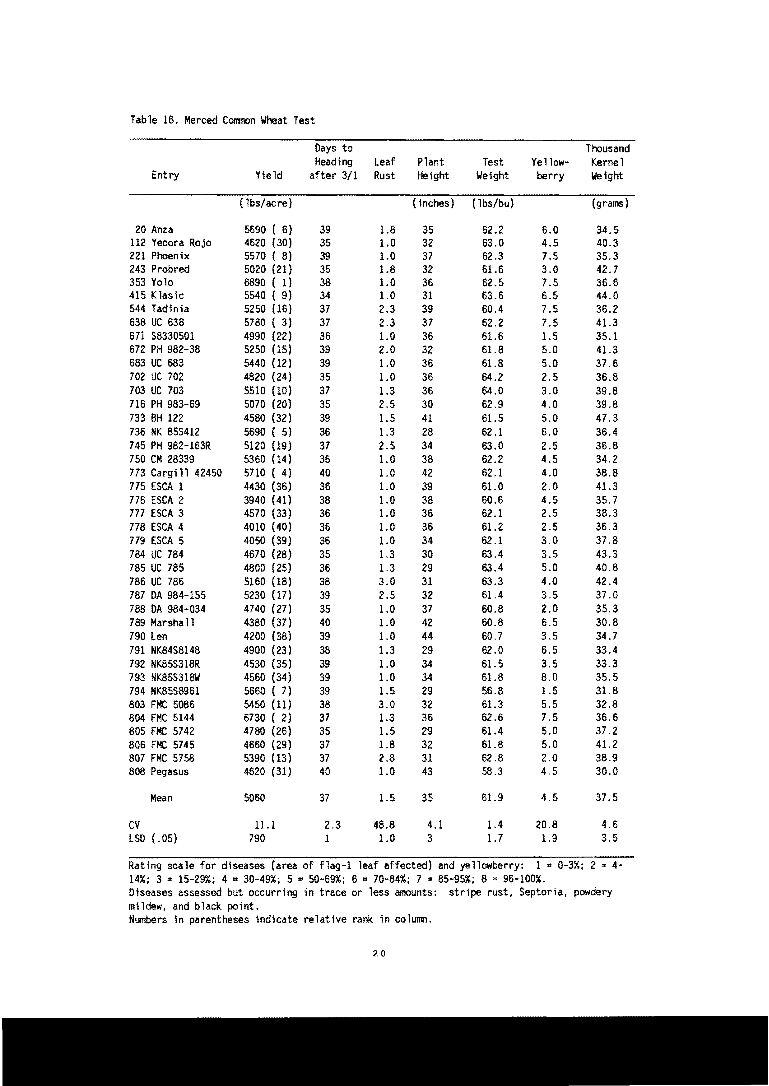 Table 16. Merced Common Wheat Test
Days to Thousand
Heading Leaf Plant Test Yellow- Kernel
Entry Yield after 3/1 Rust Height Weight berry Weight
(lbs/acre) (inches) (lbs/bu) (grams)
20 Anza 5690 ( 6) 39 1.8 35 62.2 6.0 34.5
112 Yecora Rojo 4620 (30) 35 1.0 32 63.0 4.5 40.3
221 Phoenix 5570 ( 8) 39 1.0 37 62.3 7.5 35.3
243 Probred 5020 (21) 35 1.8 32 61.6 3.0 42.7
353 Yolo 6890 ( 1) 38 1.0 36 62.5 7.5 36.6
415 Klasic 5540 ( 9) 34 1.0 31 63.6 6.5 44.0
544 Tadinia 5250 (16) 37 2.3 39 60.4 7.5 36.2
638 UC 638 5780 ( 3) 37 2.3 37 62.2 7.5 41.3
671 S8330501 4990 (22) 36 1.0 36 61.6 1.5 35.1
672 PH 982-38 5250 (15) 39 2.0 32 61.8 5.0 41.3
683 UC 683 5440 (12) 39 1.0 36 61.8 5.0 37.6
702 UC 702 4820 (24) 35 1.0 36 64.2 2.5 36.8
703 UC 703 5510 (10) 37 1.3 36 64.0 3.0 39.8
716 PH 983-69 5070 (20) 35 2.5 30 62.9 4.0 39.8
733 BH 122 4580 (32) 39 1.5 41 61.5 5.0 47.3
736 NK 85S412 5690 ( 5) 36 1.3 28 62.1 6.0 36.4
745 PH 982-163R 5120 (19) 37 2.5 34 63.0 2.5 36.8
750 CM 28339 5360 (14) 35 1.0 38 62.2 4.5 34.2
773 Cargill 42450 5710 ( 4) 40 1.0 42 62.1 4.0 38.8
775 ESCA 1 4430 (36) 36 1.0 39 61.0 2.0 41.3
776 ESCA 2 3940 (41) 38 1.0 38 60.6 4.5 35.7
777 ESCA 3 4570 (33) 36 1.0 36 62.1 2.5 38.3
778 ESCA 4 4010 (40) 36 1.0 36 61.2 2.5 36.3
779 ESCA 5 4050 (39) 36 1.0 34 62.1 3.0 37.8
784 UC 784 4670 (28) 35 1.3 30 63.4 3.5 43.3
785 UC 785 4800 (25) 36 1.3 29 63.4 5.0 40.8
786 UC 786 5160 (18) 38 3.0 31 63.3 4.0 42.4
787 DA 984-155 5230 (17) 39 2.5 32 61.4 3.5 37.0
788 DA 984-034 4740 (27) 35 1.0 37 60.8 2.0 35.3
789 Marshall 4380 (37) 40 1.0 42 60.8 6.5 30.8
790 Len 4200 (38) 39 1.0 44 60.7 3.5 34.7
791 NK84S8148 4900 (23) 38 1.3 29 62.0 6.5 33.4
792 NK85S318R 4530 (35) 39 1.0 34 61.5 3.5 33.3
793 NK85S318W 4560 (34) 39 1.0 34 61.8 8.0 35.5
794 NK85S8961 5660 ( 7) 39 1.5 29 56.8 1.5 31.8
803 FMC 5086 5450 (11) 38 3.0 32 61.3 5.5 32.8
804 FMC 5144 6730 ( 2) 37 1.3 36 62.6 7.5 36.6
805 FMC 5742 4780 (26) 35 1.5 29 61.4 5.0 37.2
806 FMC 5745 4660 (29) 37 1.8 32 61.8 5.0 41.2
807 FMC 5758 5390 (13) 37 2.8 31 62.8 2.0 38.9
808 Pegasus 4620 (31) 40 1.0 43 58.3 4.5 30.0
Mean 5060 37 1.5 35 61.9 4.5 37.5
CV 11.1 2.3 48.8 4.1 1.4 20.8 4.6
LSD (.05) 790 1 1.0 3 1.7 1.9 3.5
Rating scale for diseases (area of flag-1 leaf affected) and yellowberry: 1 = 0-3%; 2 = 4-
14%; 3 = 15-29%; 4 = 30-49%; 5 = 50-69%; 6 = 70-84%; 7 = 85-95%; 8 = 96-100%.
Diseases assessed but occurring in trace or less amounts: stripe rust, Septoria, powdery
mildew, and black point.
Numbers in parentheses indicate relative rank in column.
20